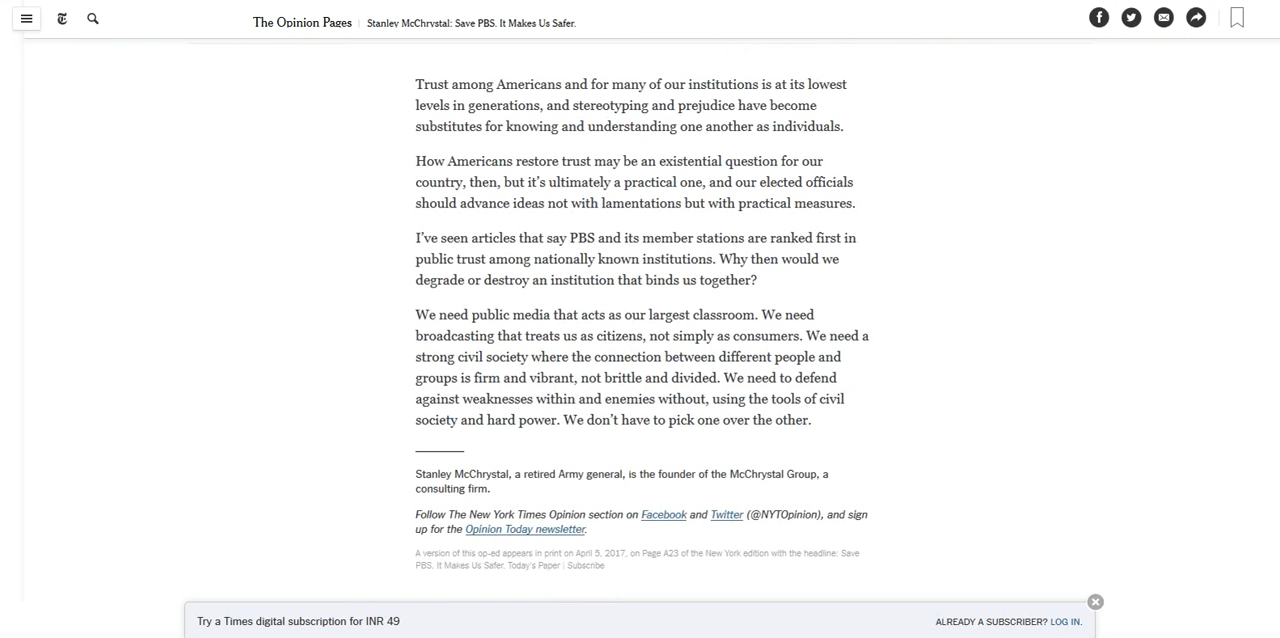 The Opinion Pages | Stanley McChrystal: Save PBS. It Makes Us Safer.
Trust among Americans and for many of our institutions is at its lowest
levels in generations, and stereotyping and prejudice have become
substitutes for knowing and understanding one another as individuals.
How Americans restore trust may be an existential question for our
country, then, but it’s ultimately a practical one, and our elected officials
should advance ideas not with lamentations but with practical measures.
I’ve seen articles that say PBS and its member stations are ranked first in
public trust among nationally known institutions. Why then would we
degrade or destroy an institution that binds us together?
We need public media that acts as our largest classroom. We need
broadcasting that treats us as citizens, not simply as consumers. We need a
strong civil society where the connection between different people and
groups is firm and vibrant, not brittle and divided. We need to defend
against weaknesses within and enemies without, using the tools of civil
society and hard power. We don’t have to pick one over the other.
Stanley McChrystal, a retired Army general, is the founder of the McChrystal Group, a
consulting firm.
Follow The New York Times Opinion section on Facebook and Twitter (@NYTOpinion), and sign
up for the Opinion Today newsletter.
A version of this op-ed appears in print on April 5, 2017, on Page A23 of the New York edition with the headline: Save
PBS. It Makes Us Safer. Today's Paper | Subscribe
Try a Times digital subscription for INR 49
ALREADY A SUBSCRIBER? LOG IN.